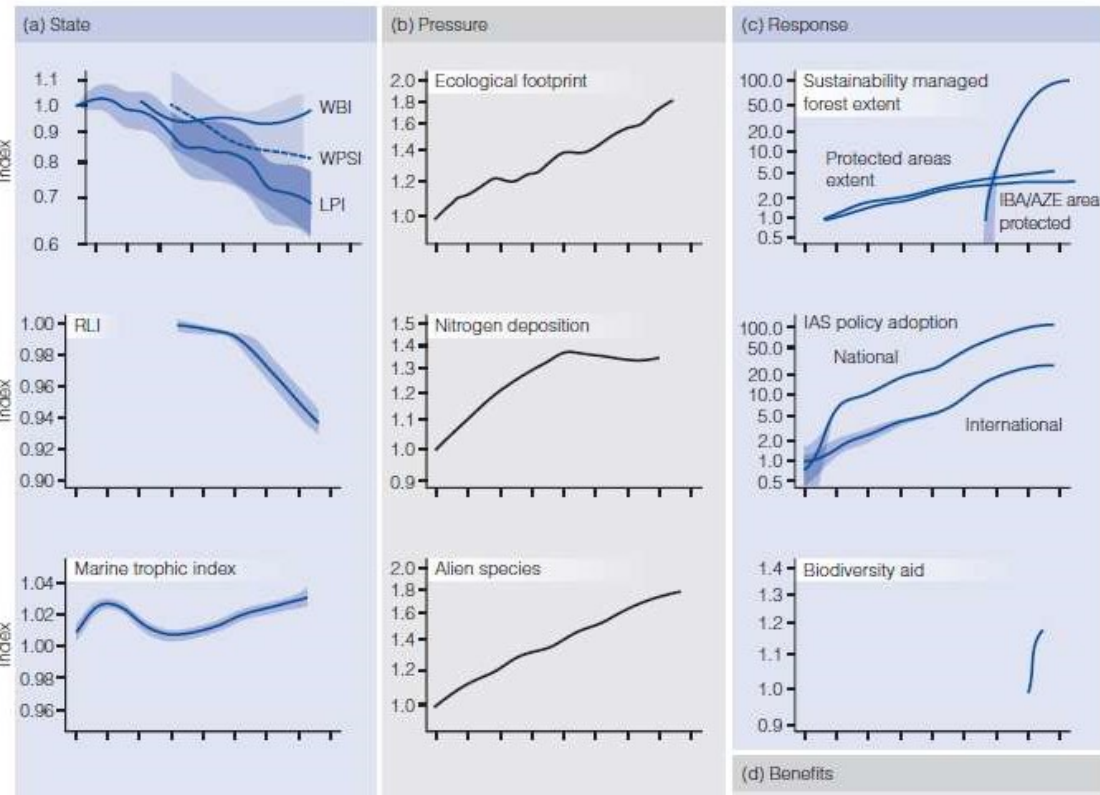 (a) State
Index
1.1
1.0
0.9
0.8
0.7
0.6
WBI
WPSI
LPI
Index
RLI
1.00
0.98
0.96
0.94
0.92
0.90
Index
Marine trophic index
1.04
1.02
1.00
0.98
0.96
(b) Pressure
Ecological footprint
2.0
1.8
1.6
1.4
1.2
1.0
Nitrogen deposition
1.5
1.4
1.3
1.2
1.1
1.0
0.9
Alien species
2.0
1.8
1.6
1.4
1.2
1.0
(c) Response
Sustainability managed
forest extent
100.0
50.0
20.0
10.0
5.0
2.0
1.0
0.5
Protected areas
extent
IBA/AZE area
protected
IAS policy adoption
100.0
50.0
20.0
10.0
5.0
2.0
1.0
0.5
National
International
Biodiversity aid
1.4
1.3
1.2
1.1
1.0
0.9
(d) Benefits